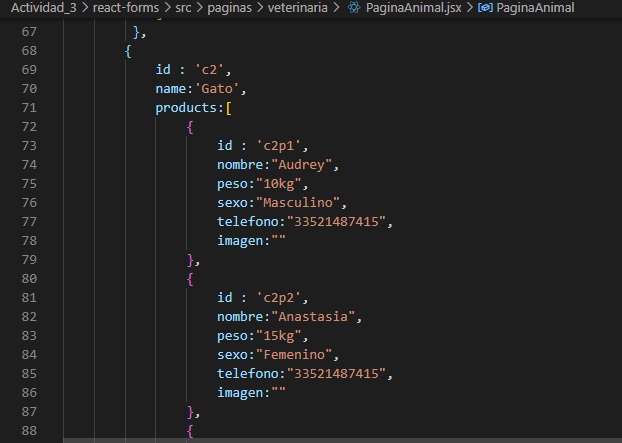 Actividad_3 > react-forms > src > paginas > veterinaria > PaginaAnimal.jsx > PaginaAnimal
67 },
68 {
69 id : 'c2',
70 name:'Gato',
71 products:[
72 {
73 id : 'c2p1',
74 nombre:"Audrey",
75 peso:"10kg",
76 sexo:"Masculino",
77 telefono:"33521487415",
78 imagen:""
79 },
80 {
81 id : 'c2p2',
82 nombre:"Anastasia",
83 peso:"15kg",
84 sexo:"Femenino",
85 telefono:"33521487415",
86 imagen:""
87 },
88 {